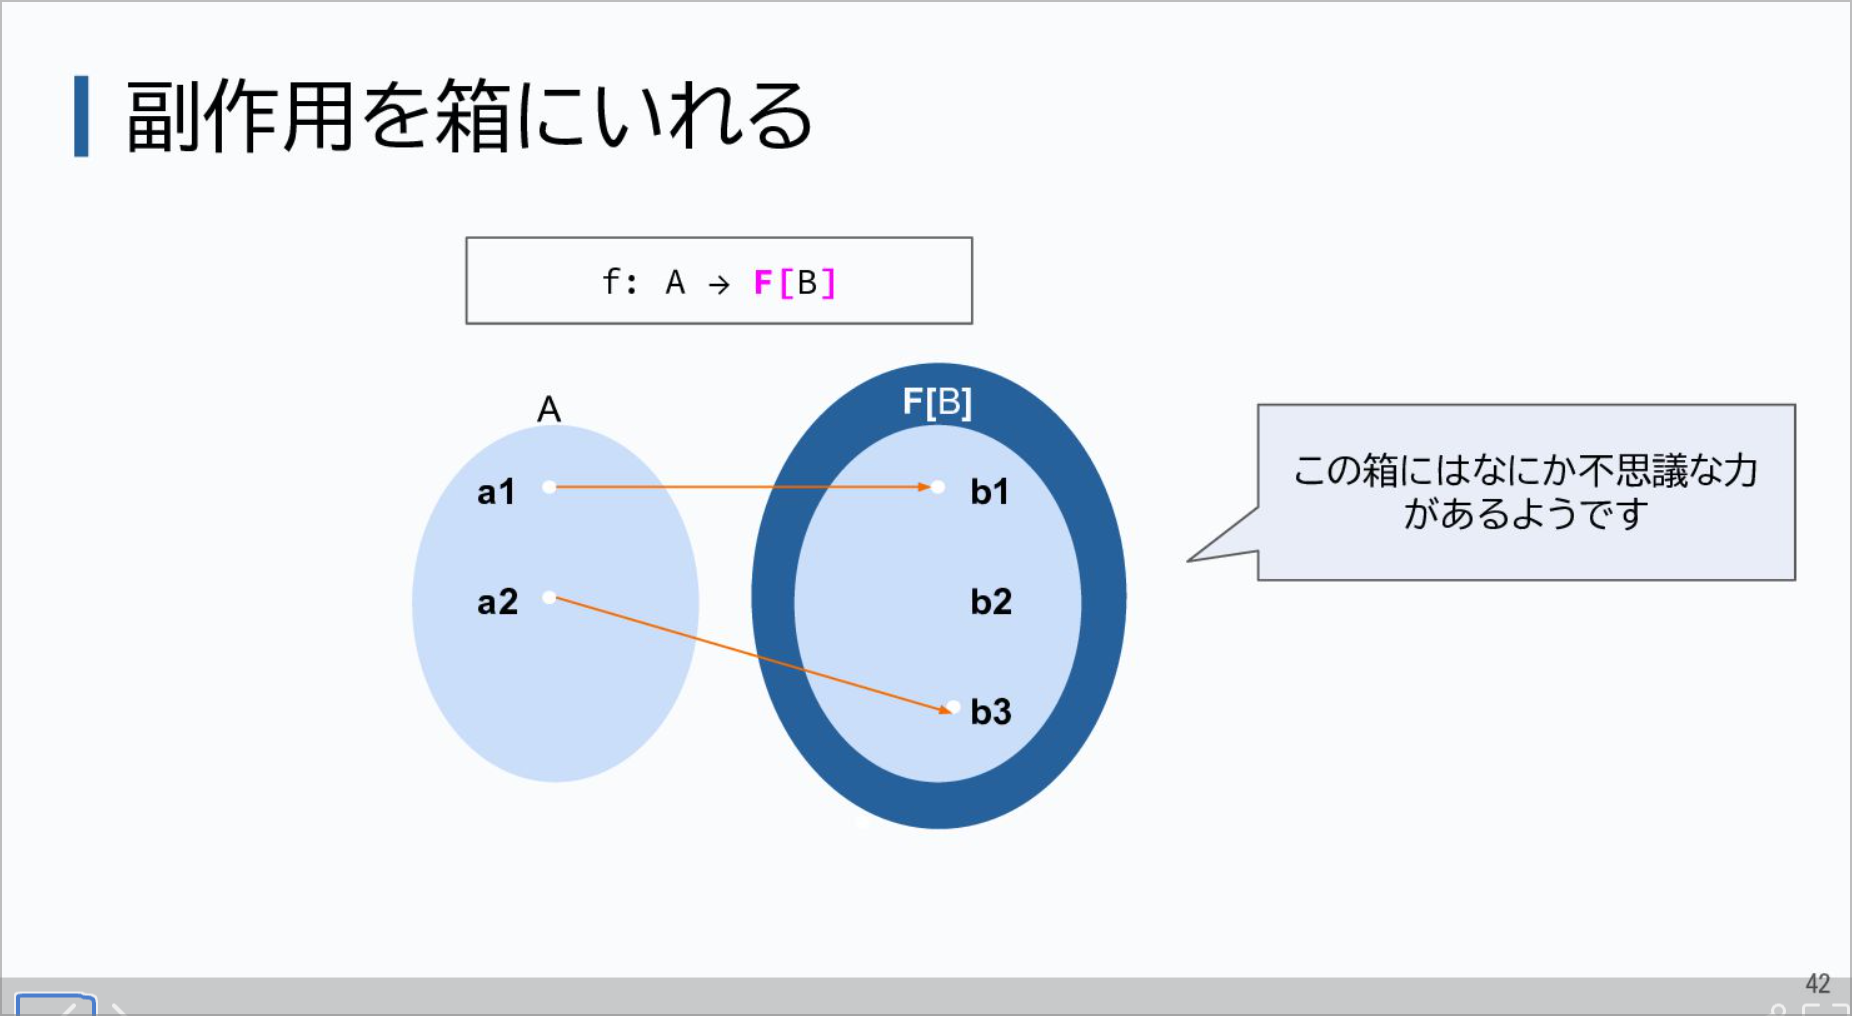 副作用を箱にいれる
f: A → F[B]
A
F[B]
a1
b1
a2
b2
b3
この箱にはなにか不思議な力
があるようです
42